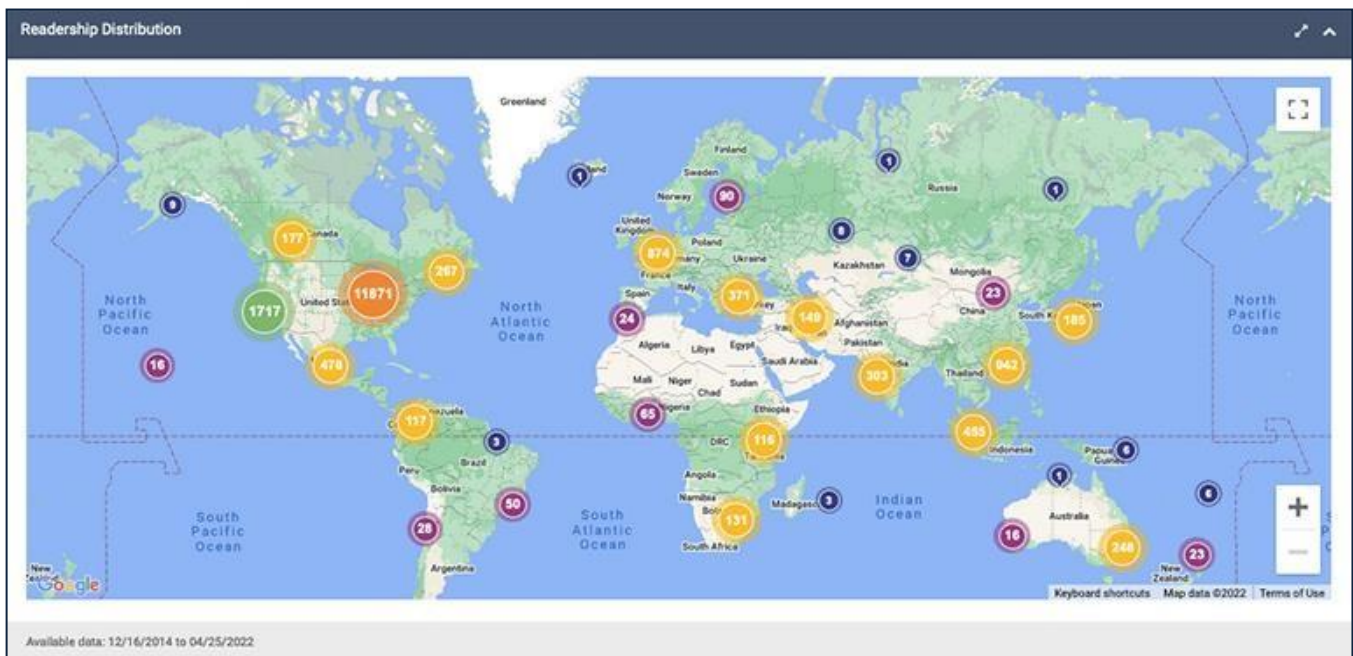 Readership Distribution
Greenland
Finland
Sweden
Norway
Russia
1
1
1
9
90
United
Kingdom
Poland
Ukraine
Kazakhstan
Mongolia
8
7
177
267
874
France
Italy
Spain
371
149
Afghanistan
Pakistan
China
23
185
1717
11871
North
Pacific
Ocean
North
Atlantic
Ocean
North
Pacific
Ocean
24
Algeria
Libya
Egypt
Saudi Arabia
16
478
Mali
Niger
Chad
Sudan
303
Thailand
942
117
65
Ethiopia
DRC
116
455
Indonesia
3
Peru
Brazil
Bolivia
Angola
Namibia
Madagascar
3
Indian
Ocean
6
1
6
Australia
South
Pacific
Ocean
28
50
South
Atlantic
Ocean
131
South Africa
16
248
23
Argentina
New
Zealand
Google
Keyboard shortcuts
Map data ©2022
Terms of Use
Available data: 12/16/2014 to 04/25/2022